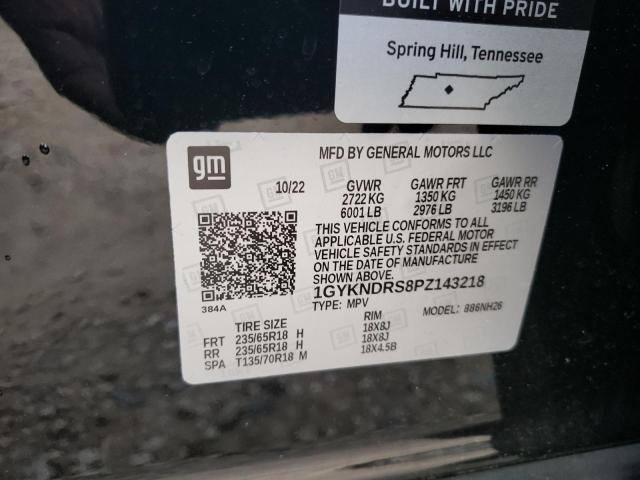 BUILT WITH PRIDE
Spring Hill, Tennessee
gm
MFD BY GENERAL MOTORS LLC
10/22 GVWR GAWR FRT GAWR RR
2722 KG 1350 KG 1450 KG
6001 LB 2976 LB 3196 LB
THIS VEHICLE CONFORMS TO ALL
APPLICABLE U.S. FEDERAL MOTOR
VEHICLE SAFETY STANDARDS IN EFFECT
ON THE DATE OF MANUFACTURE
SHOWN ABOVE.
1GYKNDRS8PZ143218
384A TYPE: MPV MODEL: 886NH26
TIRE SIZE RIM
FRT 235/65R18 H 18X8J
RR 235/65R18 H 18X8J
SPA T135/70R18 M 18X4.5B